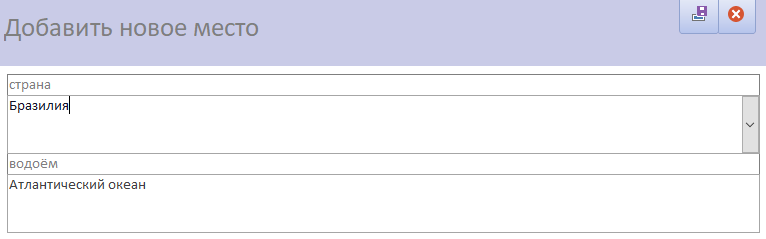 Добавить новое место
страна
Бразилия
водоём
Атлантический океан